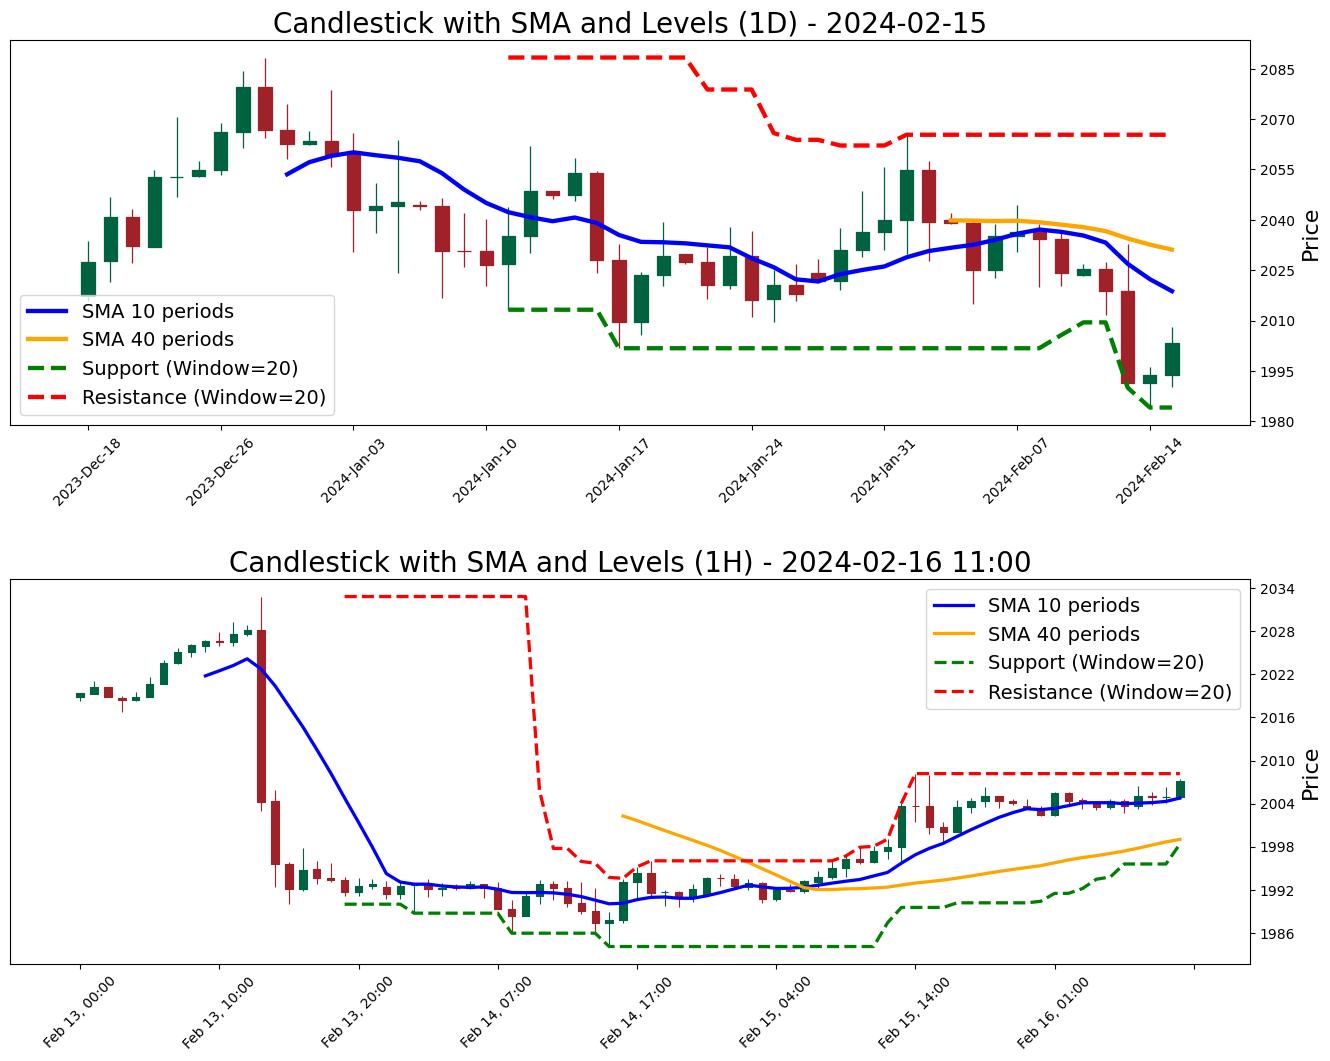 Candlestick with SMA and Levels (1D) - 2024-02-15
2085
2070
2055
2040
2025
2010
1995
1980
Price
SMA 10 periods
SMA 40 periods
Support (Window=20)
Resistance (Window=20)
2023-Dec-18
2023-Dec-26
2024-Jan-03
2024-Jan-10
2024-Jan-17
2024-Jan-24
2024-Jan-31
2024-Feb-07
2024-Feb-14
Candlestick with SMA and Levels (1H) - 2024-02-16 11:00
SMA 10 periods
SMA 40 periods
Support (Window=20)
Resistance (Window=20)
2034
2028
2022
2016
2010
2004
1998
1992
1986
Price
Feb 13, 00:00
Feb 13, 10:00
Feb 13, 20:00
Feb 14, 07:00
Feb 14, 17:00
Feb 15, 04:00
Feb 15, 14:00
Feb 16, 01:00